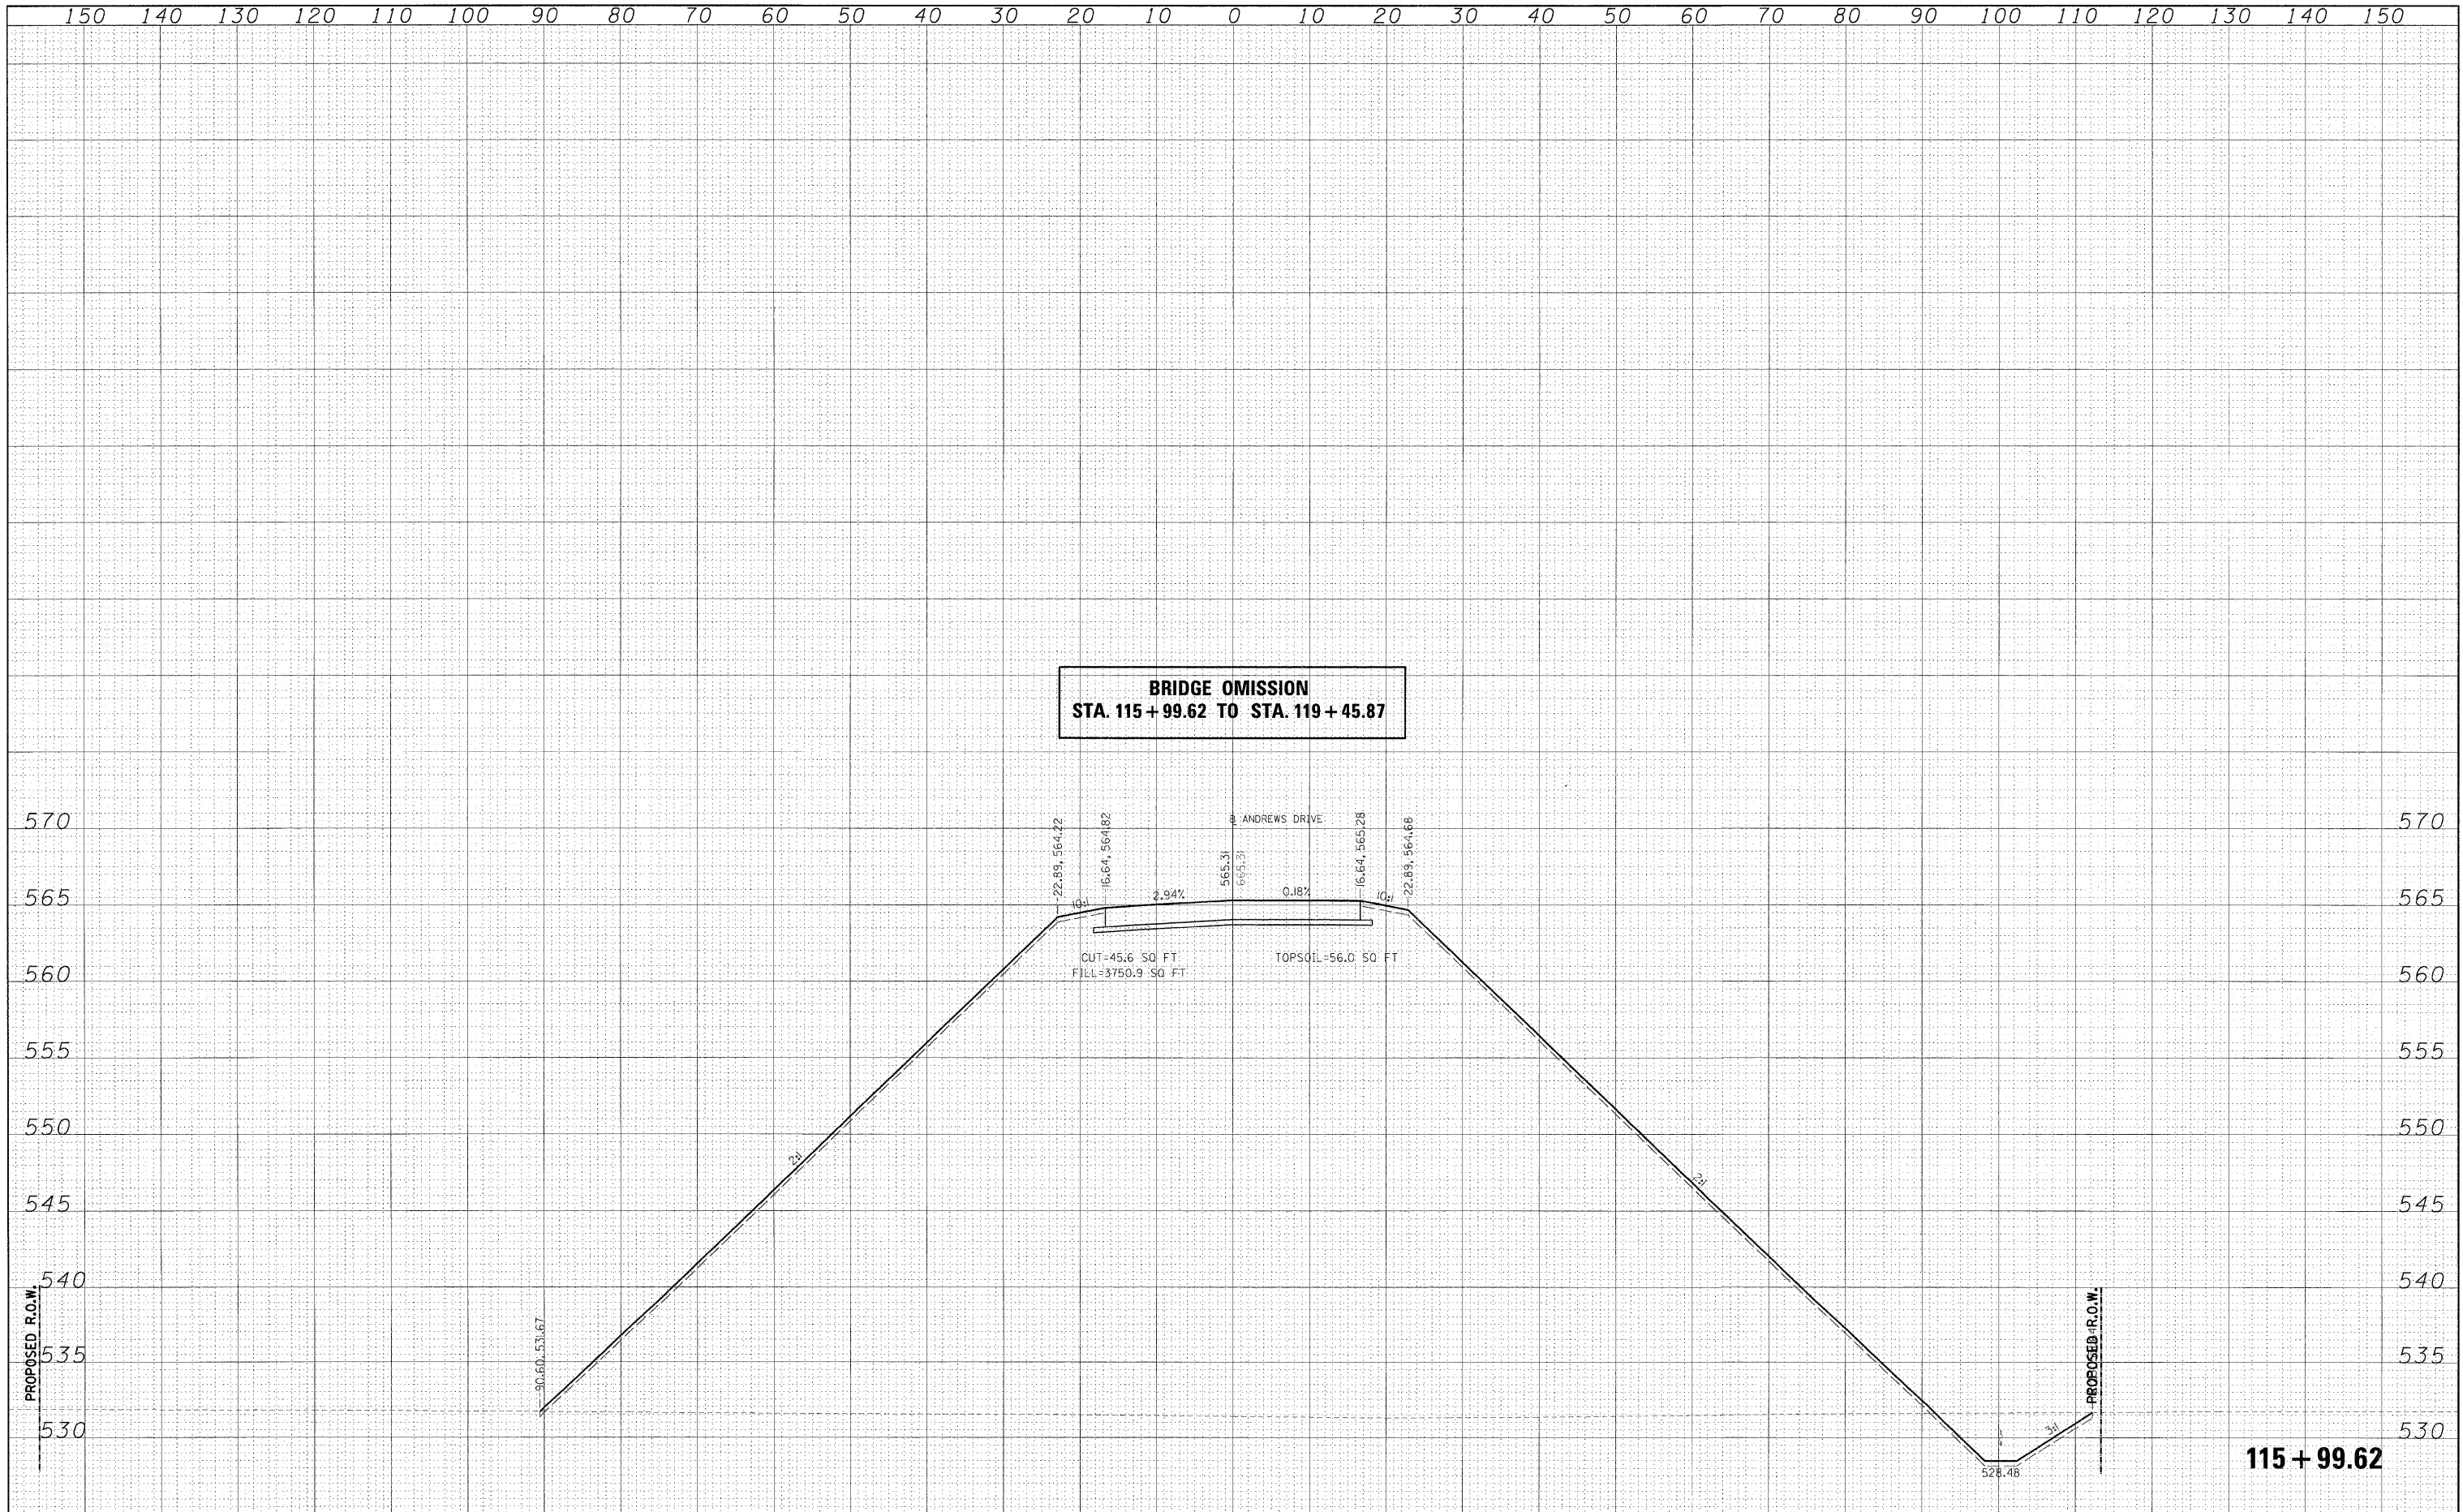 150 140 130 120 110 100 90 80 70 60 50 40 30 20 10 0 10 20 30 40 50 60 70 80 90 100 110 120 130 140 150
BRIDGE OMISSION
STA. 115+99.62 TO STA. 119+45.87
570 570
-22.89, 564.22
-16.64, 564.82
565.31
565.31
16.64, 565.28
22.89, 564.68
ANDREWS DRIVE
565 565
10:1 2.94% 0.18% 10:1
CUT=45.6 SQ FT TOPSOIL=56.0 SQ FT
FILL=3750.9 SQ FT
560 560
555 555
550 550
2:1 2:1
545 545
540 540
PROPOSED R.O.W.
-90.60, 531.67
PROPOSED R.O.W.
535 535
530 530
3:1
528.48
115+99.62